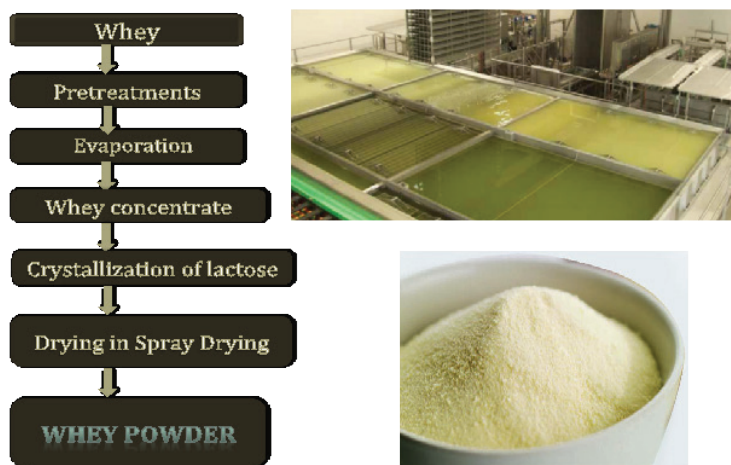 Whey
Pretreatments
Evaporation
Whey concentrate
Crystallization of lactose
Drying in Spray Drying
WHEY POWDER